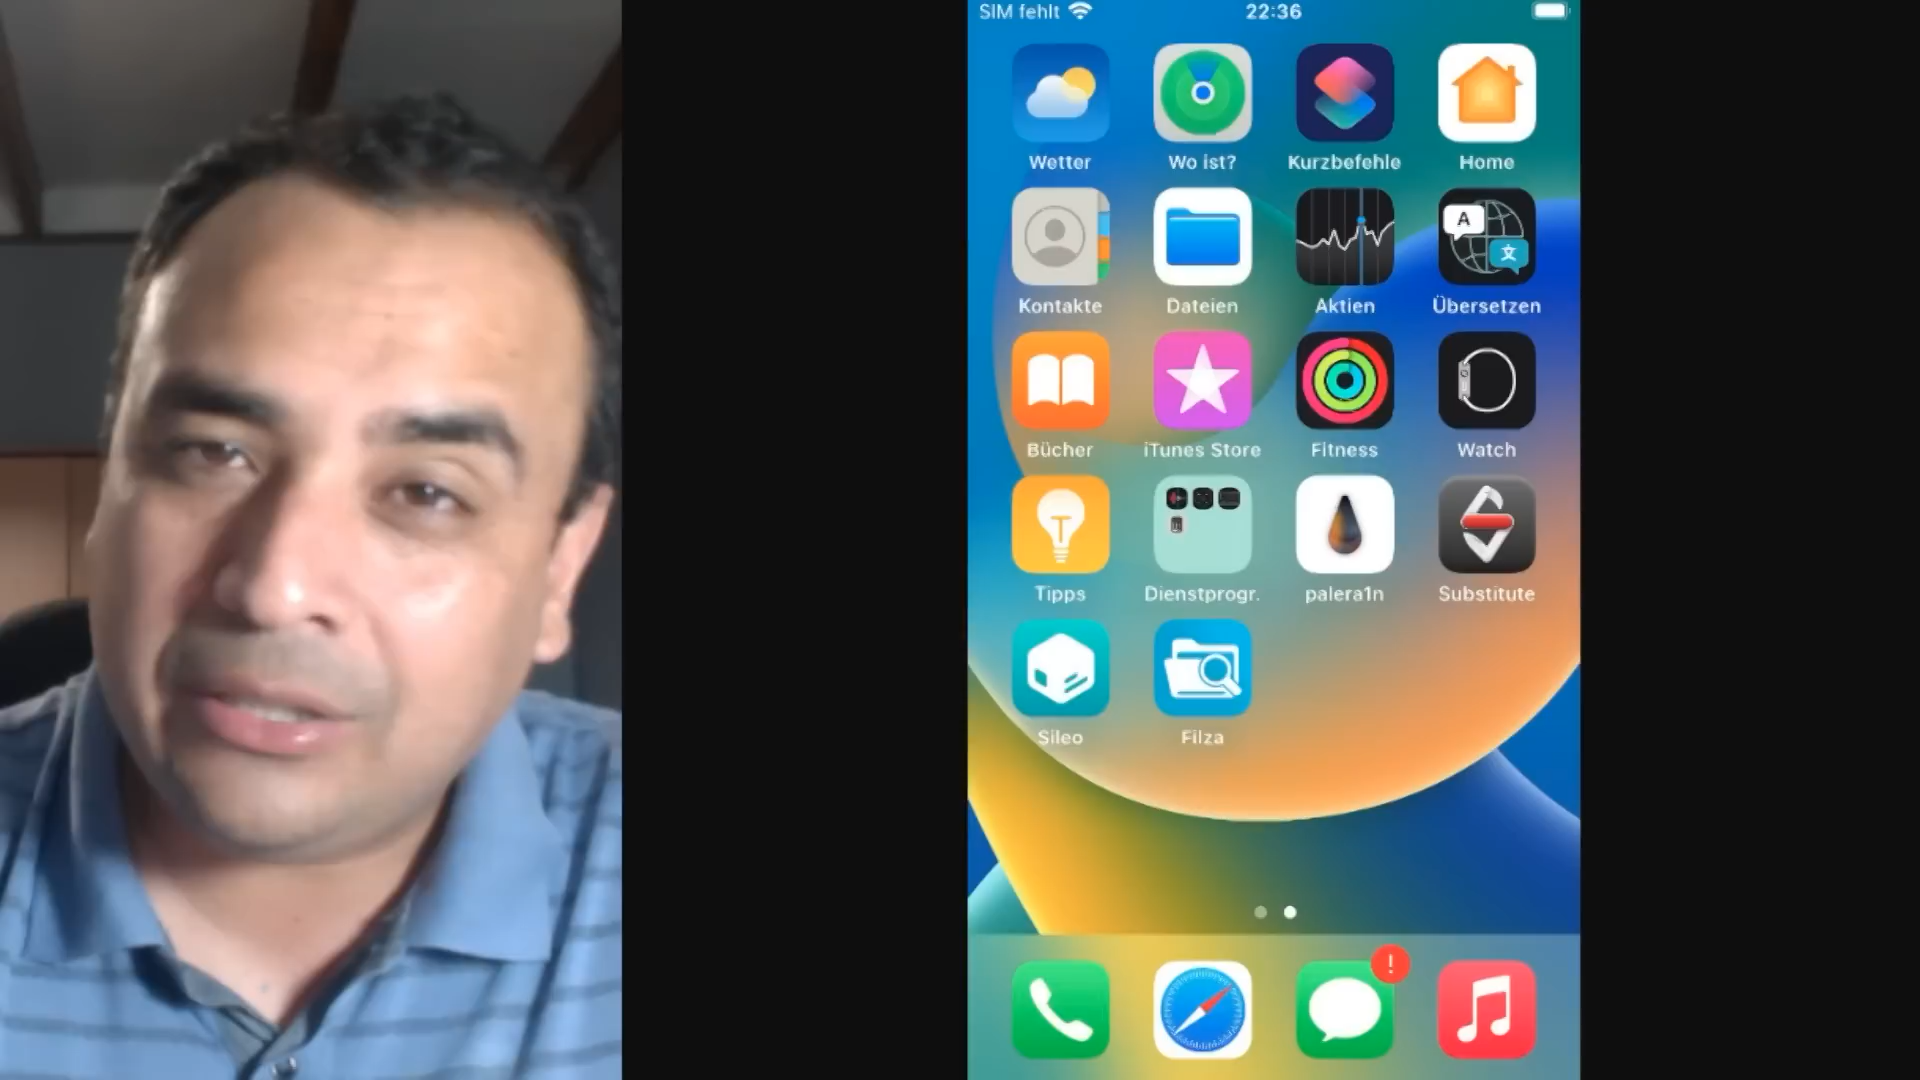 SIM fehlt 22:36
Wetter Wo ist? Kurzbefehle Home
A 文
Kontakte Dateien Aktien Übersetzen
Bücher iTunes Store Fitness Watch
Tipps Dienstprogr. palera1n Substitute
Sileo Filza
!